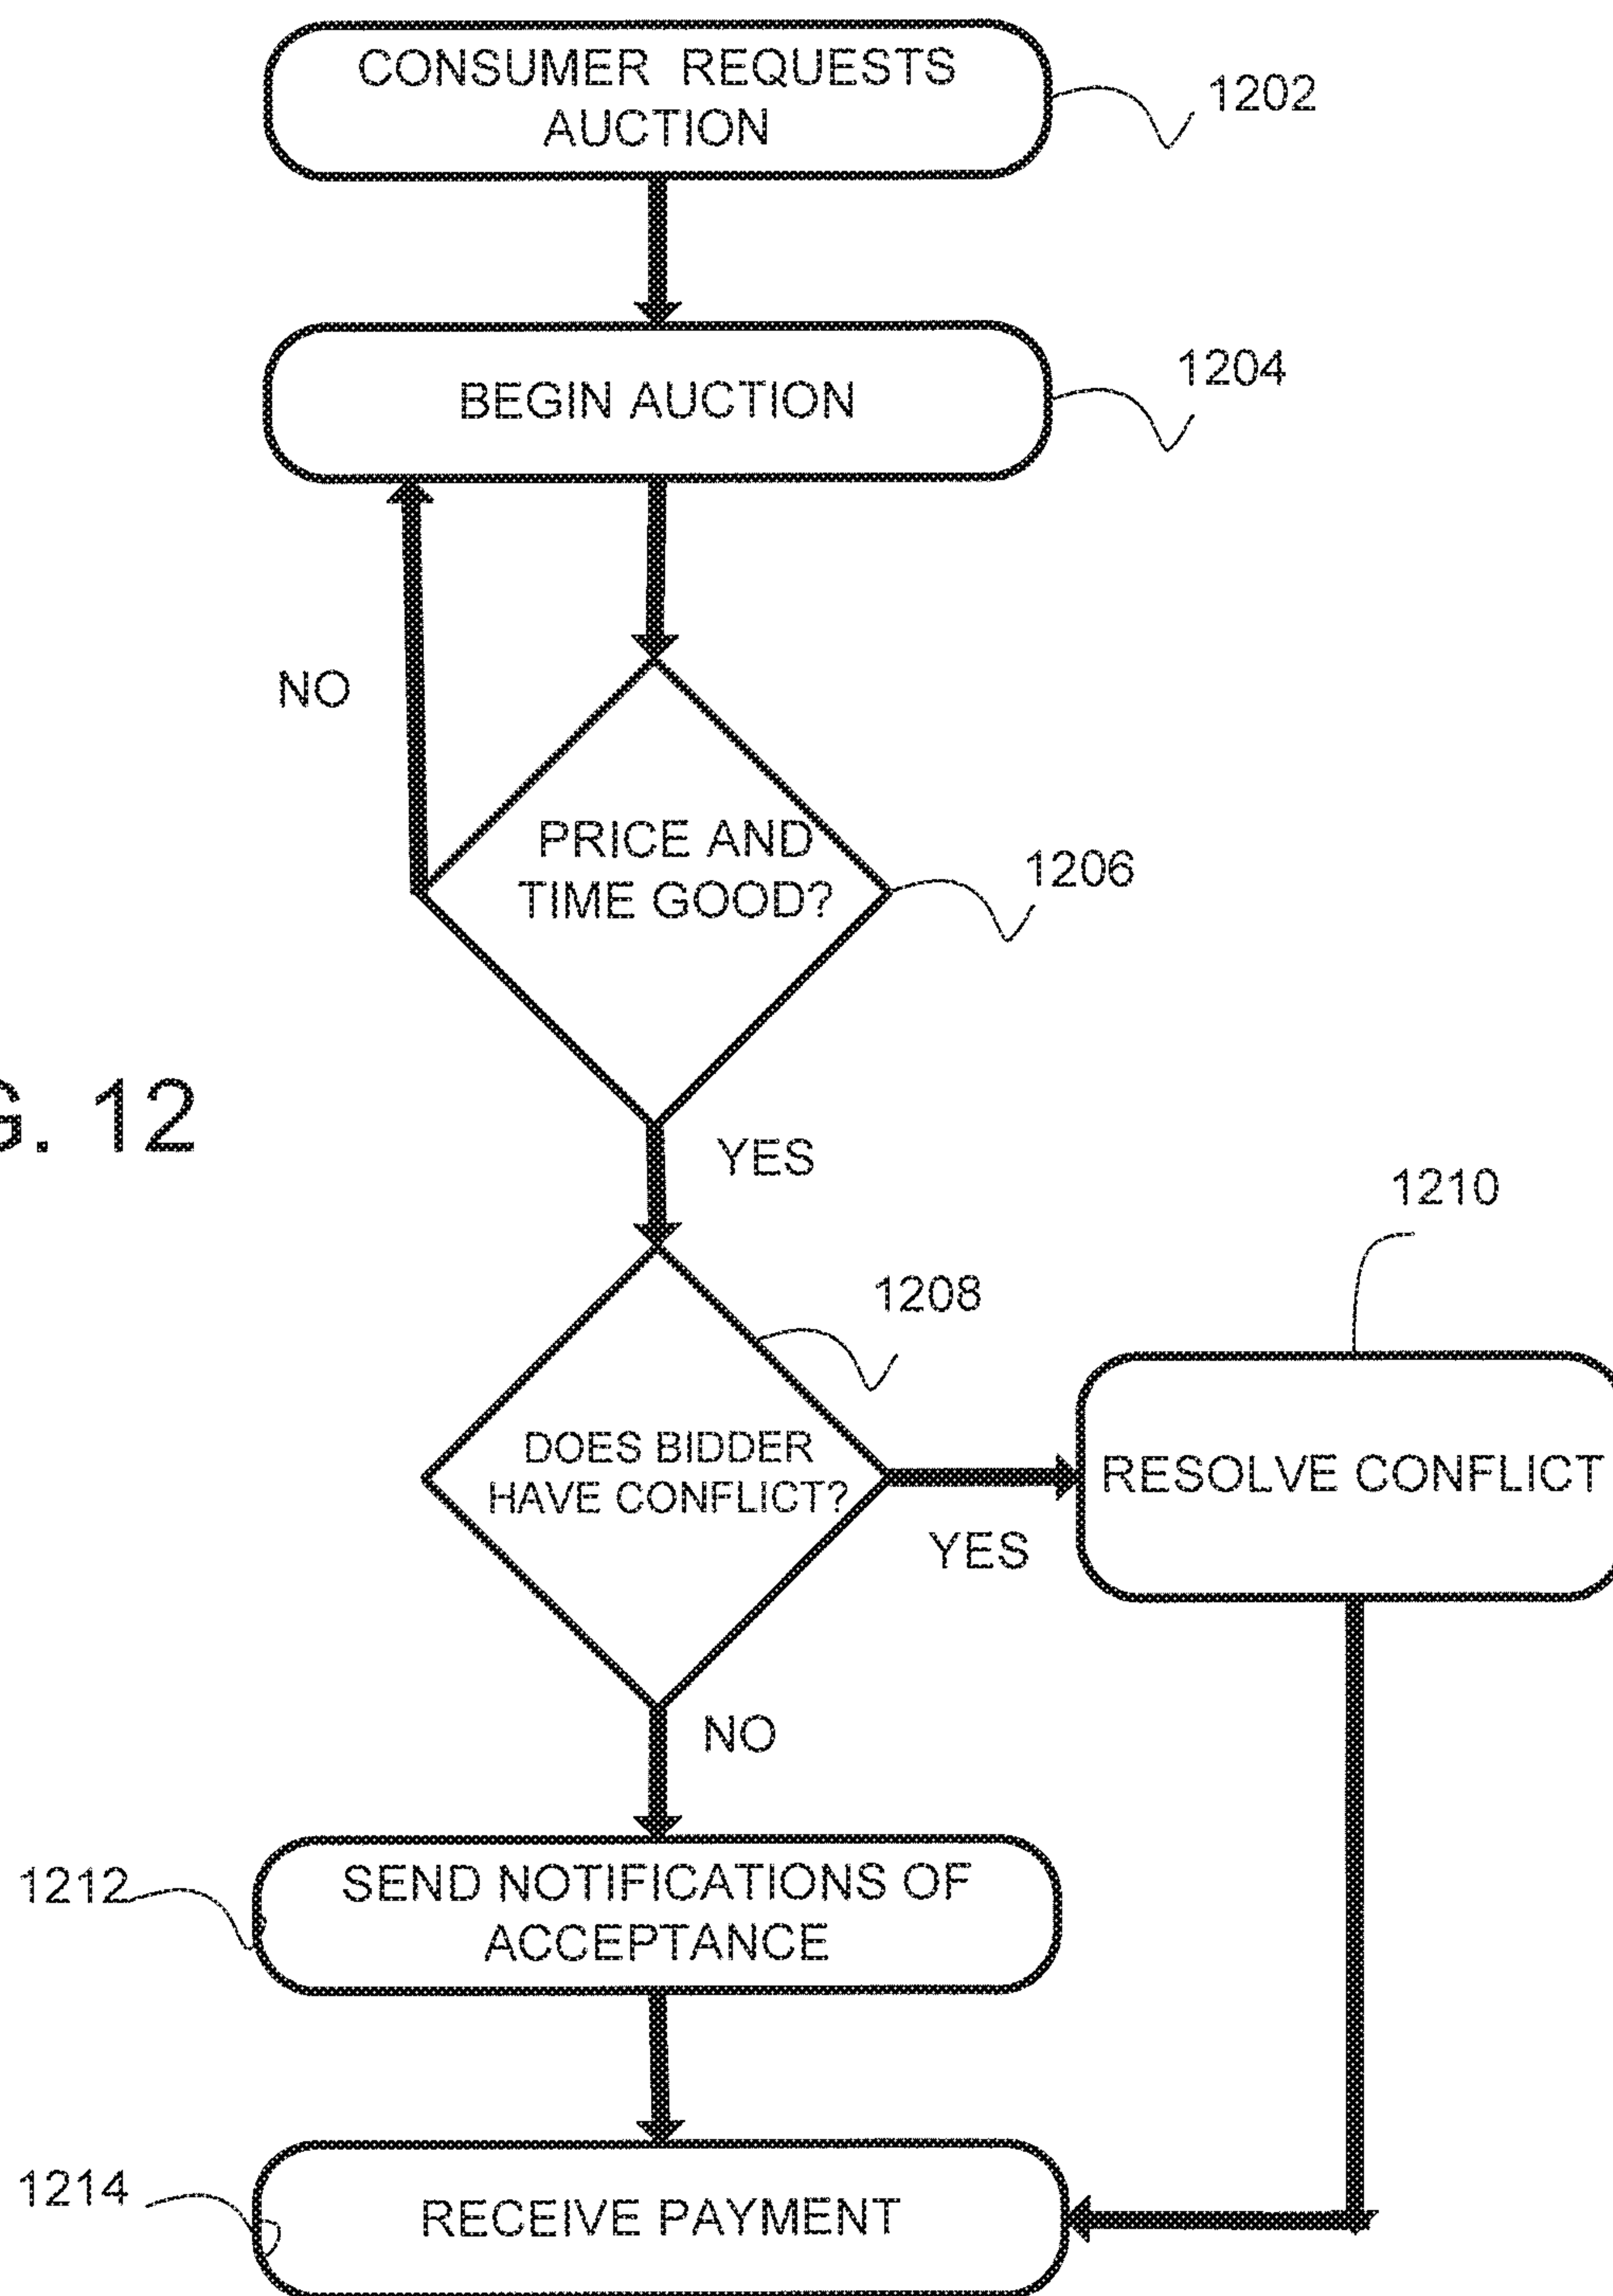 CONSUMER REQUESTS
AUCTION
1202
BEGIN AUCTION
1204
NO
PRICE AND
TIME GOOD?
1206
G. 12
YES
1210
1208
DOES BIDDER
HAVE CONFLICT?
RESOLVE CONFLICT
YES
NO
1212
SEND NOTIFICATIONS OF
ACCEPTANCE
1214
RECEIVE PAYMENT